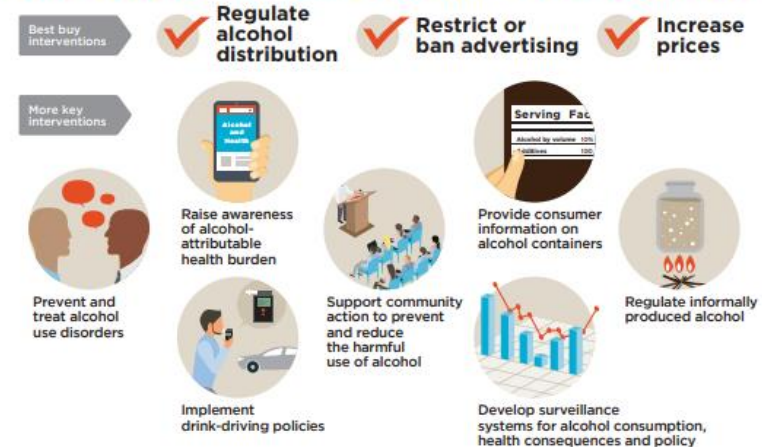 Best buy
interventions
Regulate
alcohol
distribution
Restrict or
ban advertising
Increase
prices
More key
interventions
Alcohol
and
Health
Serving Fac
Alcohol by volume 10%
Additives 100
Raise awareness
of alcohol-
attributable
health burden
Provide consumer
information on
alcohol containers
Prevent and
treat alcohol
use disorders
Support community
action to prevent
and reduce
the harmful
use of alcohol
Regulate informally
produced alcohol
Implement
drink-driving policies
Develop surveillance
systems for alcohol consumption,
health consequences and policy